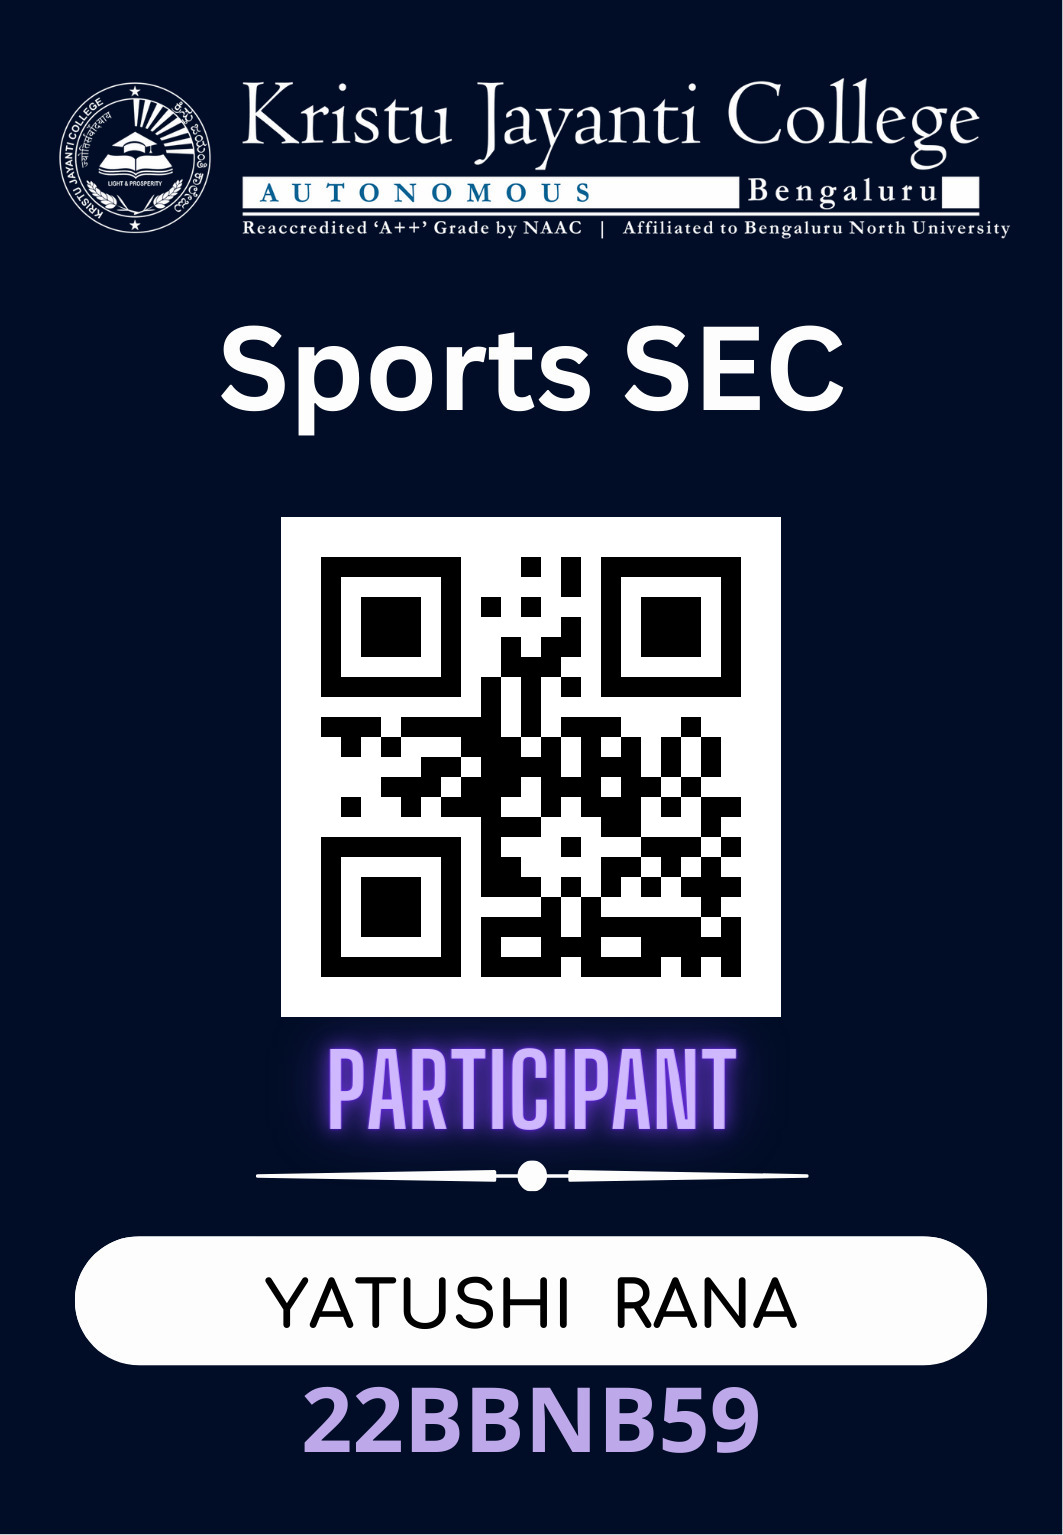 KRISTU JAYANTI COLLEGE
LIGHT & PROSPERITY
Kristu Jayanti College
AUTONOMOUS Bengaluru
Reaccredited ‘A++’ Grade by NAAC | Affiliated to Bengaluru North University
Sports SEC
PARTICIPANT
YATUSHI RANA
22BBNB59